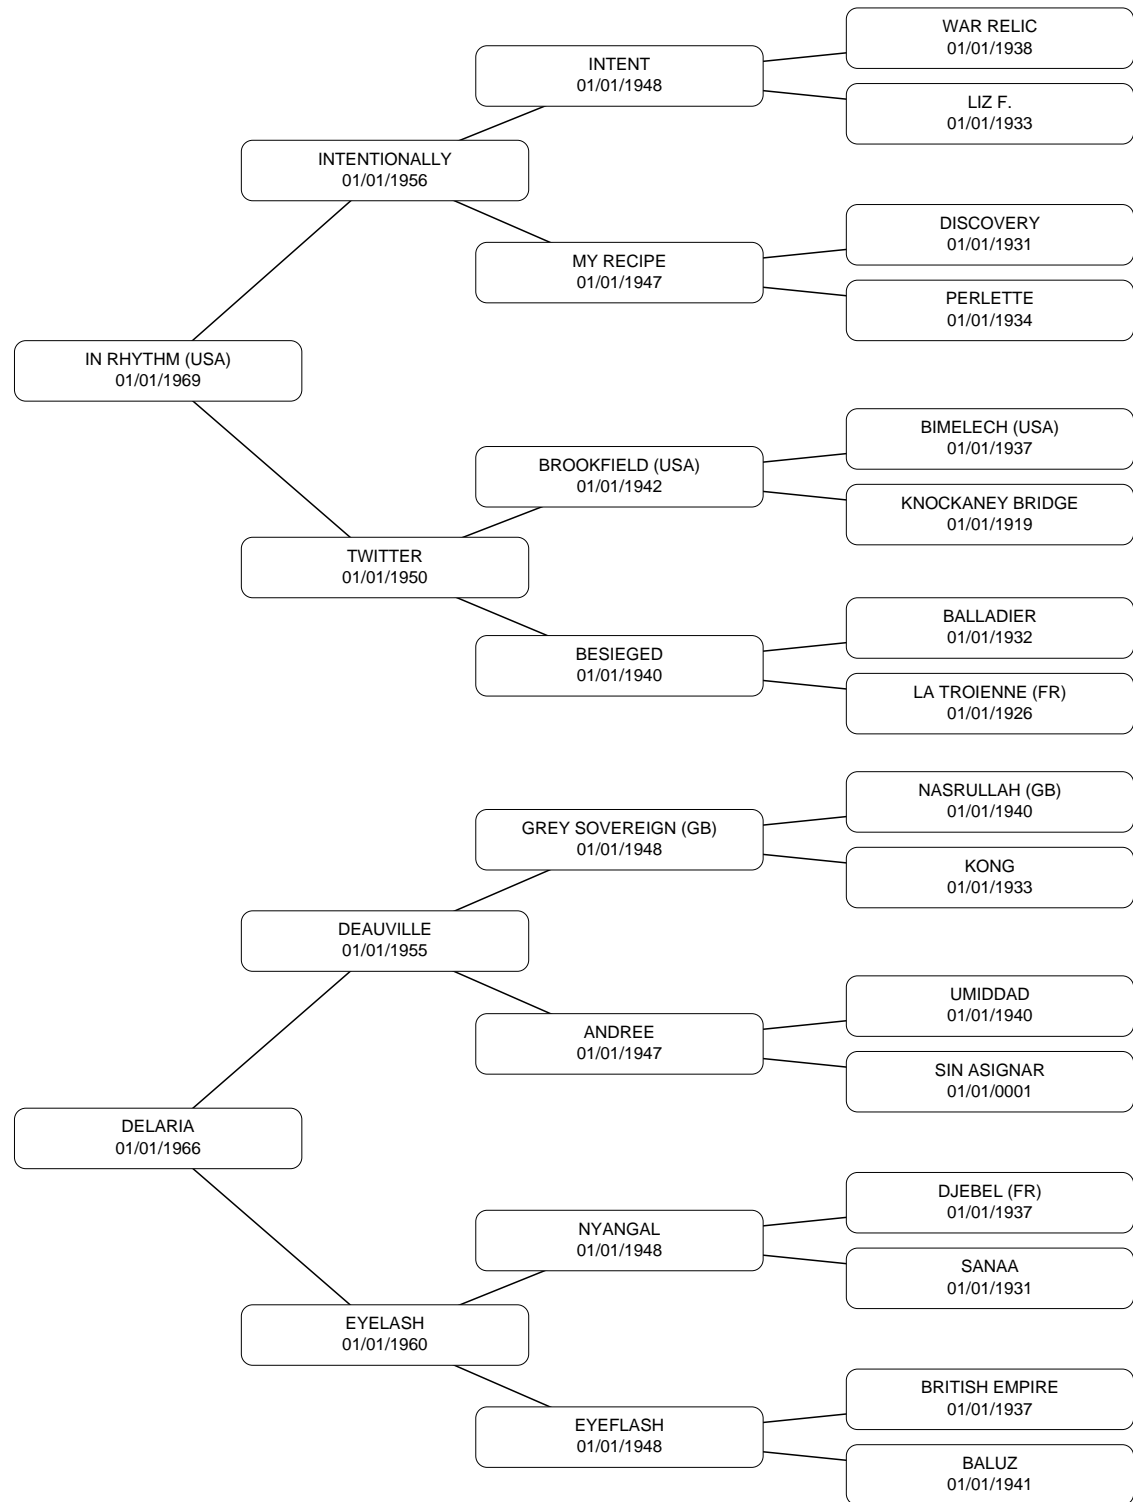 WAR RELIC
01/01/1938
INTENT
01/01/1948
LIZ F.
01/01/1933
INTENTIONALLY
01/01/1956
DISCOVERY
01/01/1931
MY RECIPE
01/01/1947
PERLETTE
01/01/1934
IN RHYTHM (USA)
01/01/1969
BIMELECH (USA)
01/01/1937
BROOKFIELD (USA)
01/01/1942
KNOCKANEY BRIDGE
01/01/1919
TWITTER
01/01/1950
BALLADIER
01/01/1932
BESIEGED
01/01/1940
LA TROIENNE (FR)
01/01/1926
NASRULLAH (GB)
01/01/1940
GREY SOVEREIGN (GB)
01/01/1948
KONG
01/01/1933
DEAUVILLE
01/01/1955
UMIDDAD
01/01/1940
ANDREE
01/01/1947
SIN ASIGNAR
01/01/0001
DELARIA
01/01/1966
DJEBEL (FR)
01/01/1937
NYANGAL
01/01/1948
SANAA
01/01/1931
EYELASH
01/01/1960
BRITISH EMPIRE
01/01/1937
EYEFLASH
01/01/1948
BALUZ
01/01/1941